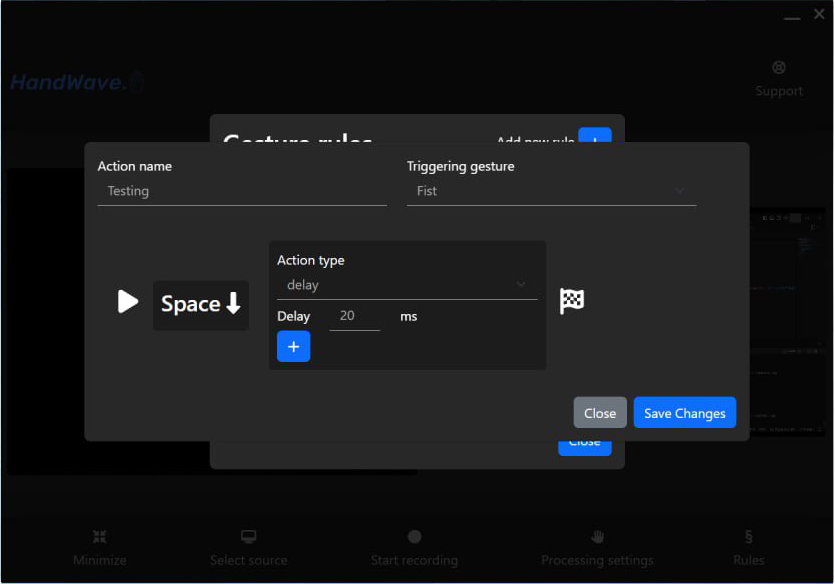 HandWave.
Support
Gesture rules
Add new rule +
Action name
Triggering gesture
Testing
Fist
Action type
delay
Space
Delay 20 ms
+
Close
Save Changes
Close
Minimize
Select source
Start recording
Processing settings
Rules